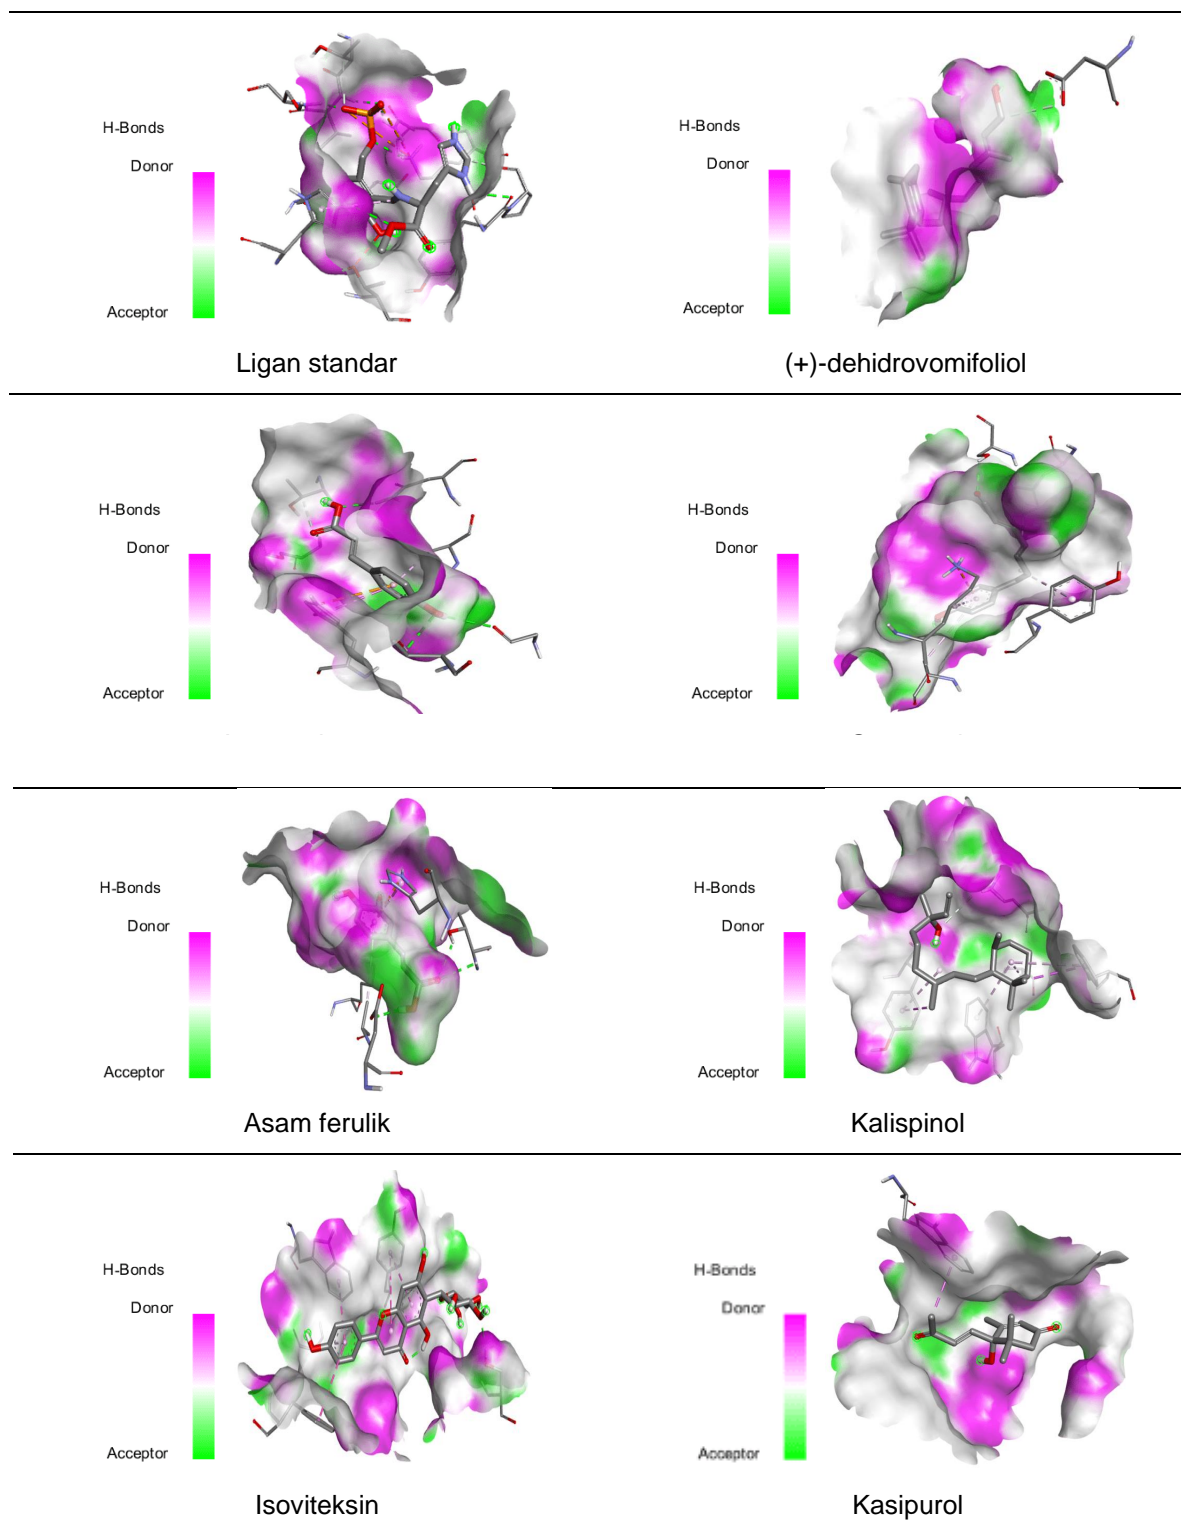 H-Bonds
Donor
Acceptor
H-Bonds
Donor
Acceptor
Ligan standar
(+)-dehidrovomifoliol
H-Bonds
Donor
Acceptor
H-Bonds
Donor
Acceptor
H-Bonds
Donor
Acceptor
H-Bonds
Donor
Acceptor
Asam ferulik
Kalispinol
H-Bonds
Donor
Acceptor
H-Bonds
Donor
Acceptor
Isoviteksin
Kasipurol